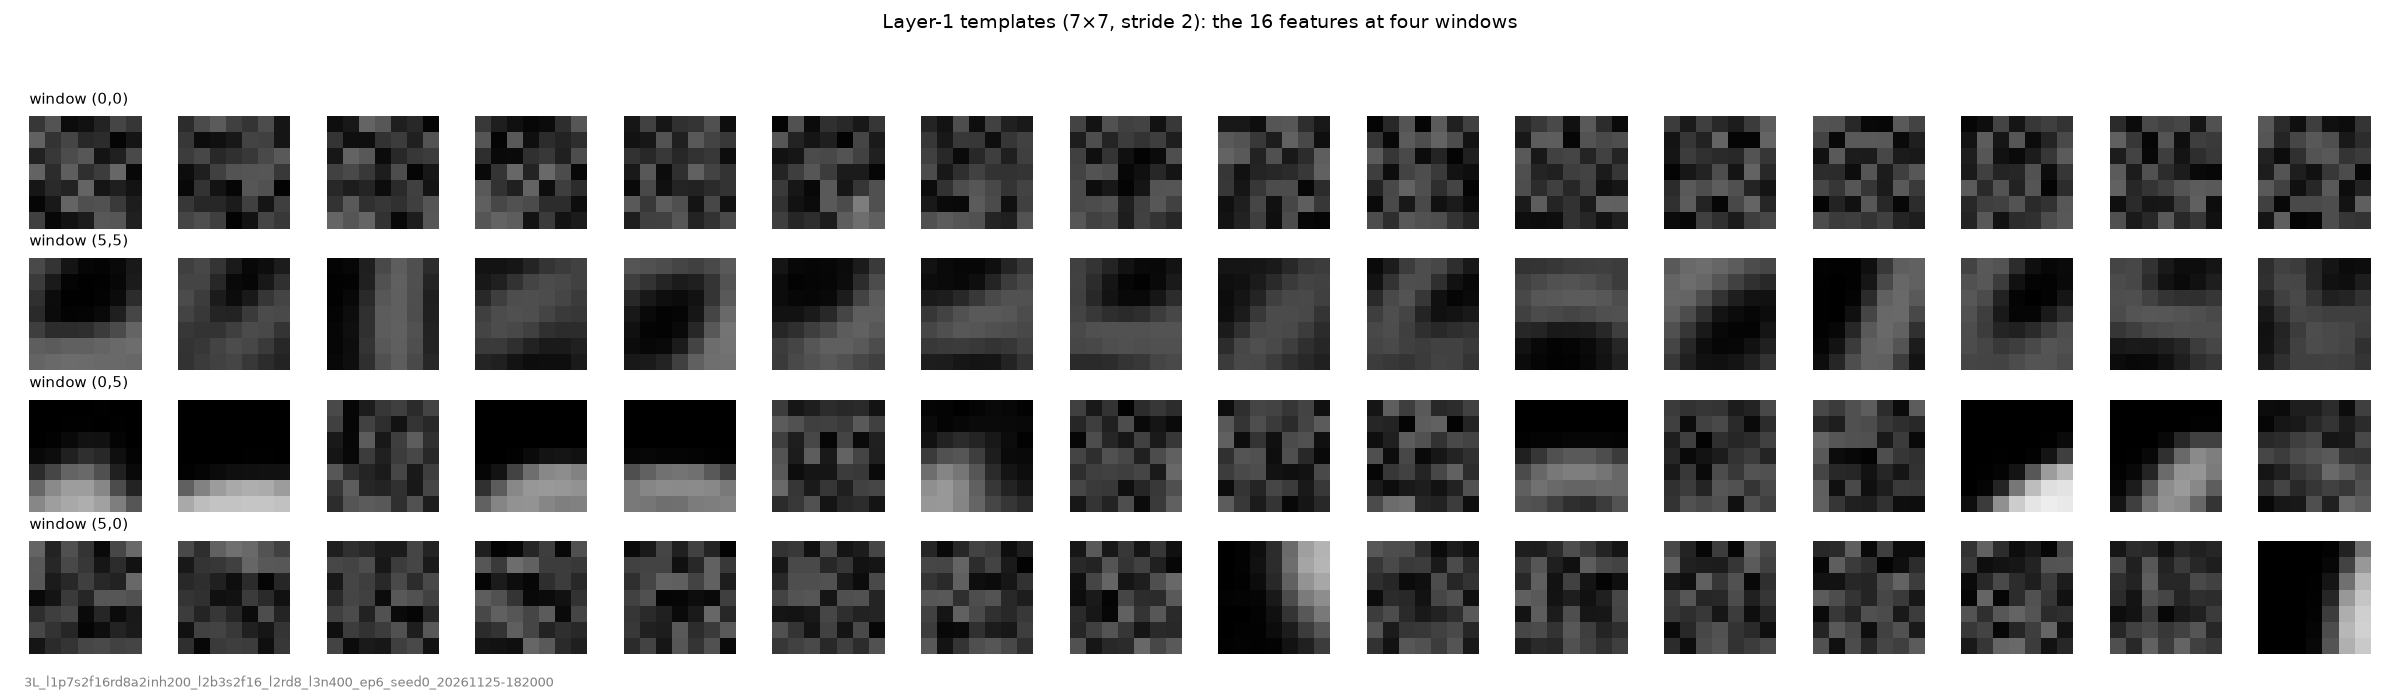 Layer-1 templates (7×7, stride 2): the 16 features at four windows
window (0,0)
window (5,5)
window (0,5)
window (5,0)
3L_l1p7s2f16rd8a2inh200_l2b3s2f16_l2rd8_l3n400_ep6_seed0_20261125-182000